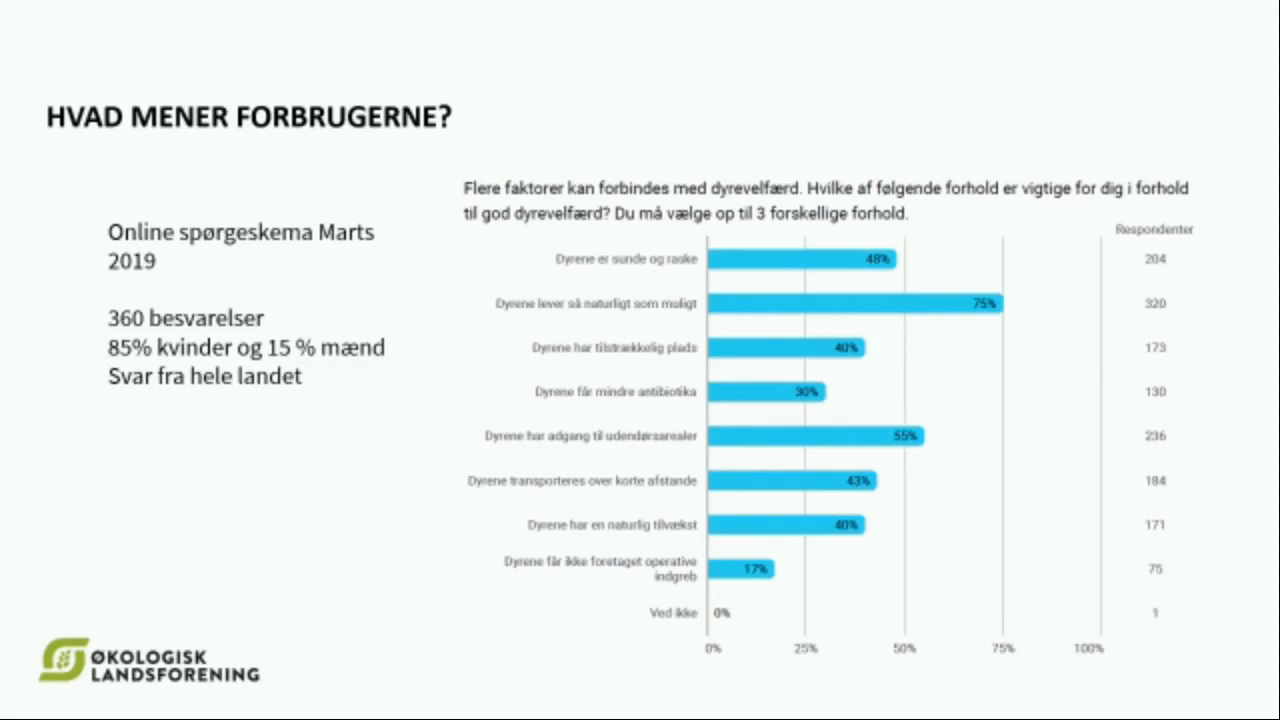 HVAD MENER FORBRUGERNE?
Online spørgeskema Marts
2019
360 besvarelser
85% kvinder og 15 % mænd
Svar fra hele landet
Flere faktorer kan forbindes med dyrevelfærd. Hvilke af følgende forhold er vigtige for dig i forhold
til god dyrevelfærd? Du må vælge op til 3 forskellige forhold.
Respondenter
Dyrene er sunde og raske 48% 204
Dyrene lever så naturligt som muligt 75% 320
Dyrene har tilstrækkelig plads 40% 173
Dyrene får mindre antibiotika 30% 130
Dyrene har adgang til udendørsarealer 55% 236
Dyrene transporteres over korte afstande 43% 184
Dyrene har en naturlig tilvækst 40% 171
Dyrene får ikke foretaget operative
indgreb 17% 75
Ved ikke 0% 1
0% 25% 50% 75% 100%
ØKOLOGISK
LANDSFORENING